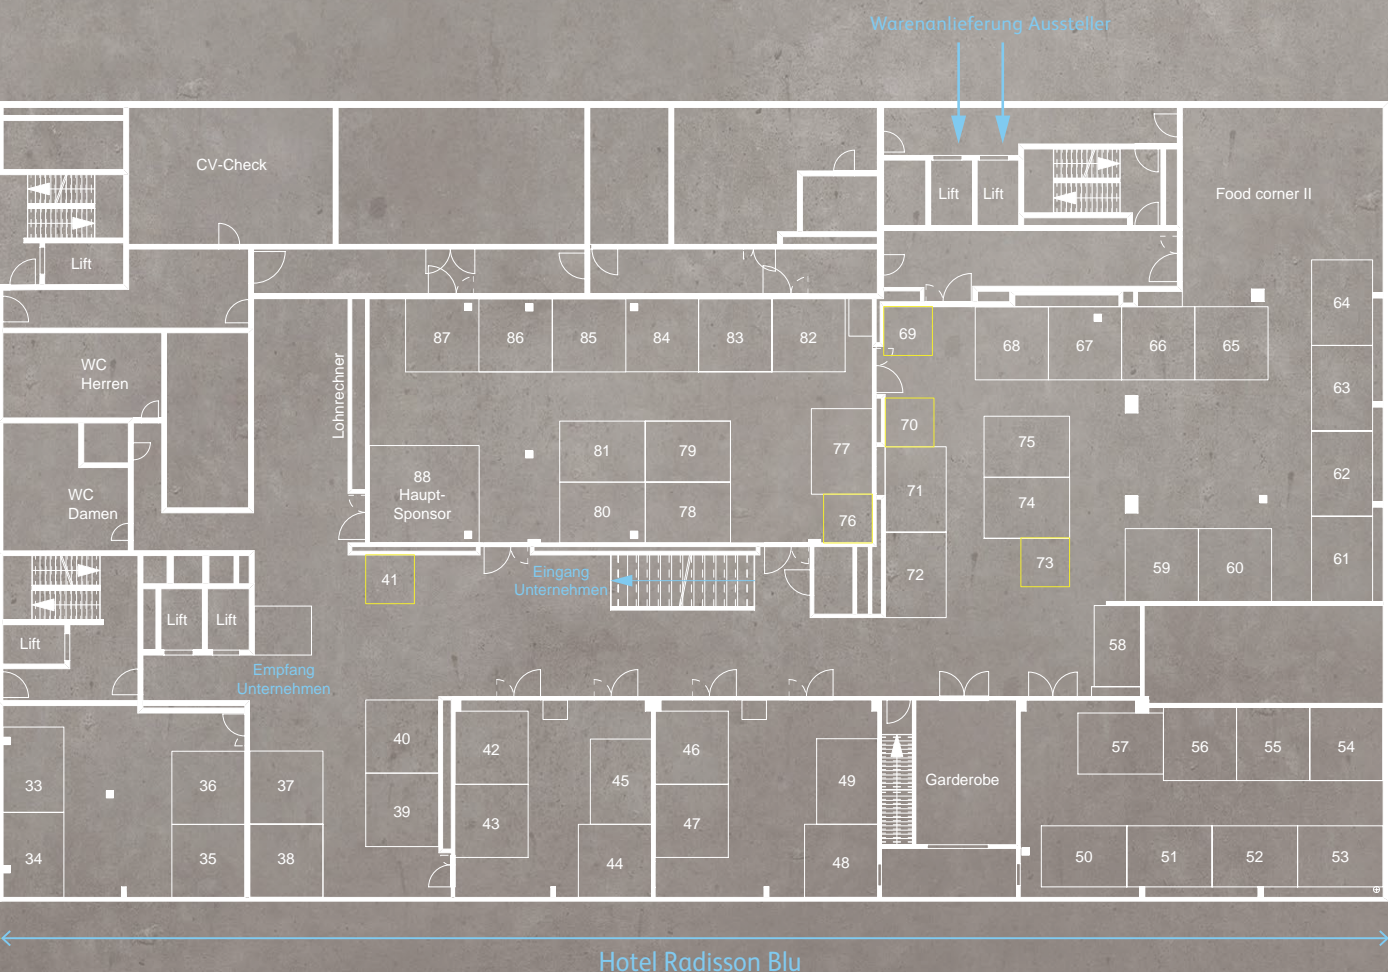 Warenanlieferung Aussteller
CV-Check
Lift
Lift
Food corner II
Lift
64
87
86
85
84
83
82
69
68
67
66
65
WC
Herren
Lohnrechner
63
70
81
79
77
75
88
Haupt-
Sponsor
62
71
WC
Damen
80
78
76
74
61
73
59
60
72
41
Eingang
Unternehmen
Lift
Lift
Lift
58
Empfang
Unternehmen
40
42
46
57
56
55
54
33
36
37
45
49
Garderobe
39
43
47
34
35
38
44
48
50
51
52
53
Hotel Radisson Blu